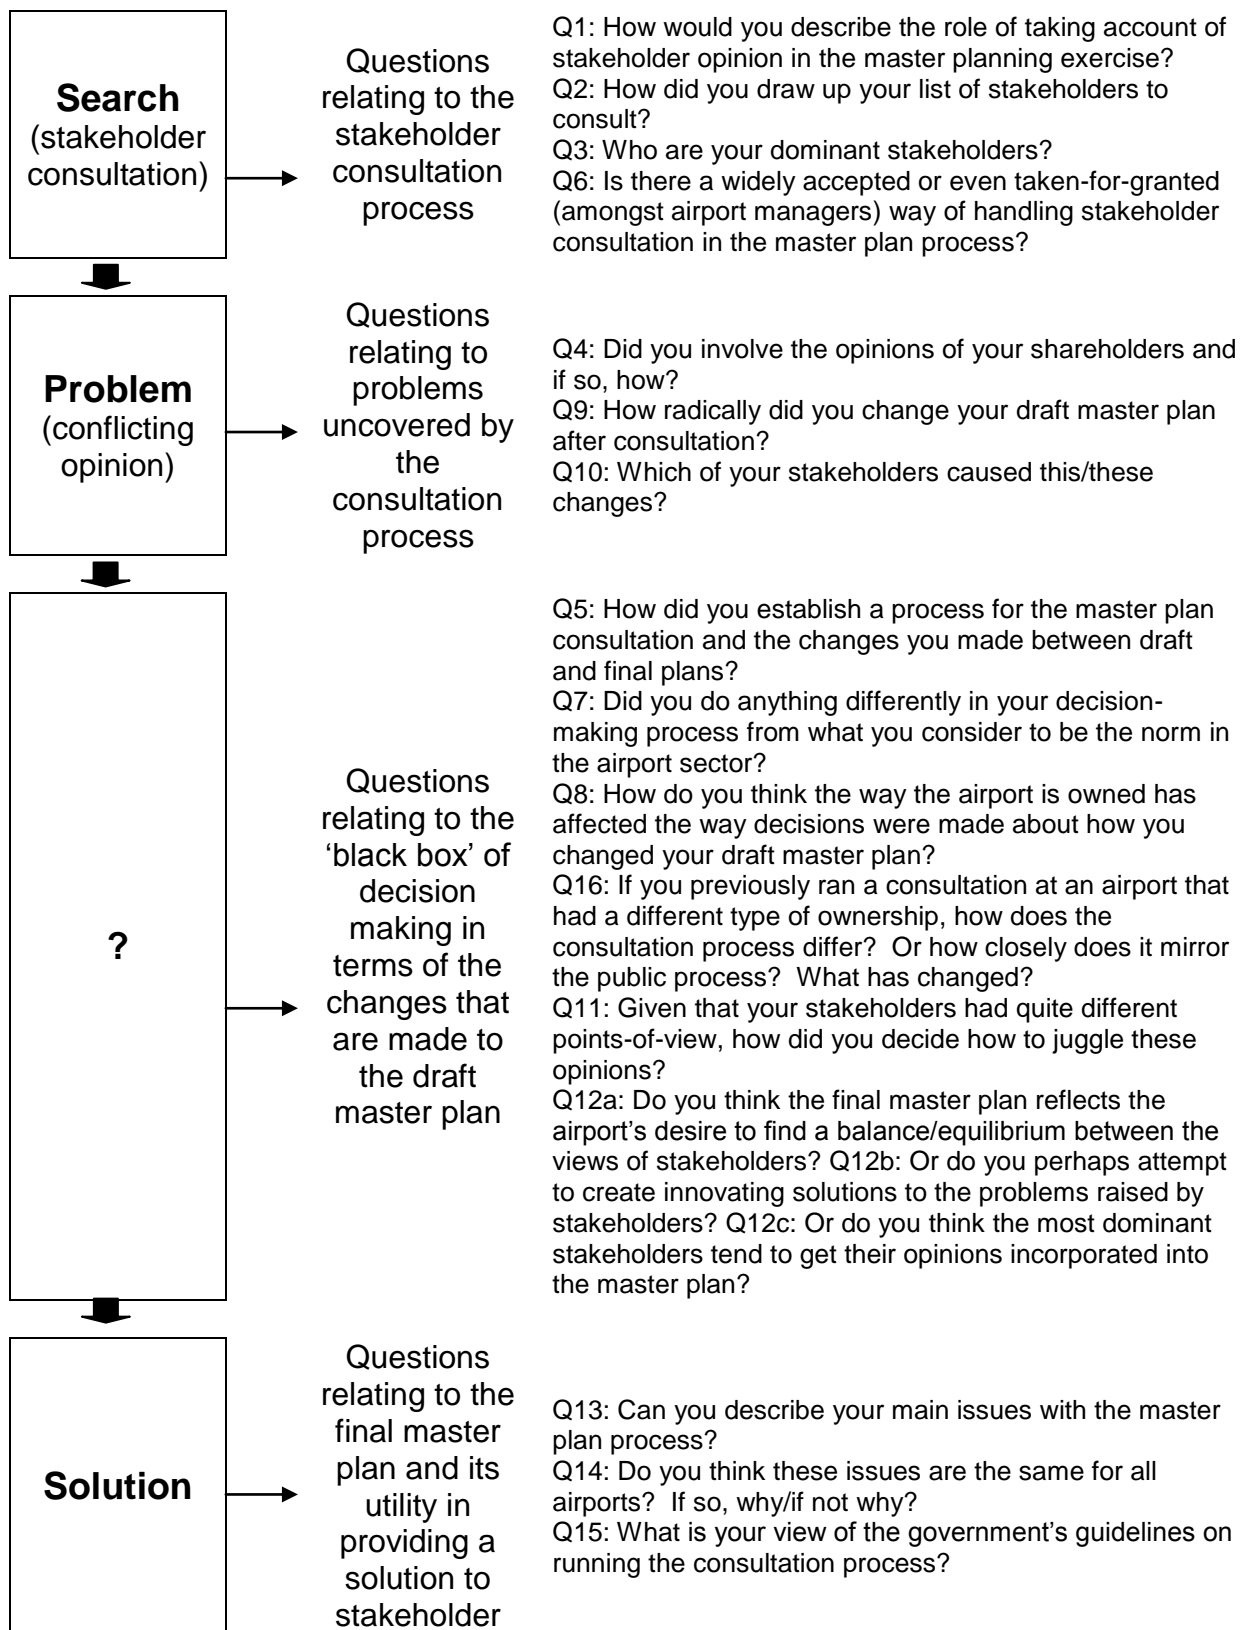 Search
(stakeholder
consultation)
Questions
relating to the
stakeholder
consultation
process
Q1: How would you describe the role of taking account of
stakeholder opinion in the master planning exercise?
Q2: How did you draw up your list of stakeholders to
consult?
Q3: Who are your dominant stakeholders?
Q6: Is there a widely accepted or even taken-for-granted
(amongst airport managers) way of handling stakeholder
consultation in the master plan process?
Problem
(conflicting
opinion)
Questions
relating to
problems
uncovered by
the
consultation
process
Q4: Did you involve the opinions of your shareholders and
if so, how?
Q9: How radically did you change your draft master plan
after consultation?
Q10: Which of your stakeholders caused this/these
changes?
?
Questions
relating to the
‘black box’ of
decision
making in
terms of the
changes that
are made to
the draft
master plan
Q5: How did you establish a process for the master plan
consultation and the changes you made between draft
and final plans?
Q7: Did you do anything differently in your decision-
making process from what you consider to be the norm in
the airport sector?
Q8: How do you think the way the airport is owned has
affected the way decisions were made about how you
changed your draft master plan?
Q16: If you previously ran a consultation at an airport that
had a different type of ownership, how does the
consultation process differ?  Or how closely does it mirror
the public process?  What has changed?
Q11: Given that your stakeholders had quite different
points-of-view, how did you decide how to juggle these
opinions?
Q12a: Do you think the final master plan reflects the
airport’s desire to find a balance/equilibrium between the
views of stakeholders? Q12b: Or do you perhaps attempt
to create innovating solutions to the problems raised by
stakeholders? Q12c: Or do you think the most dominant
stakeholders tend to get their opinions incorporated into
the master plan?
Solution
Questions
relating to the
final master
plan and its
utility in
providing a
solution to
stakeholder
Q13: Can you describe your main issues with the master
plan process?
Q14: Do you think these issues are the same for all
airports?  If so, why/if not why?
Q15: What is your view of the government’s guidelines on
running the consultation process?